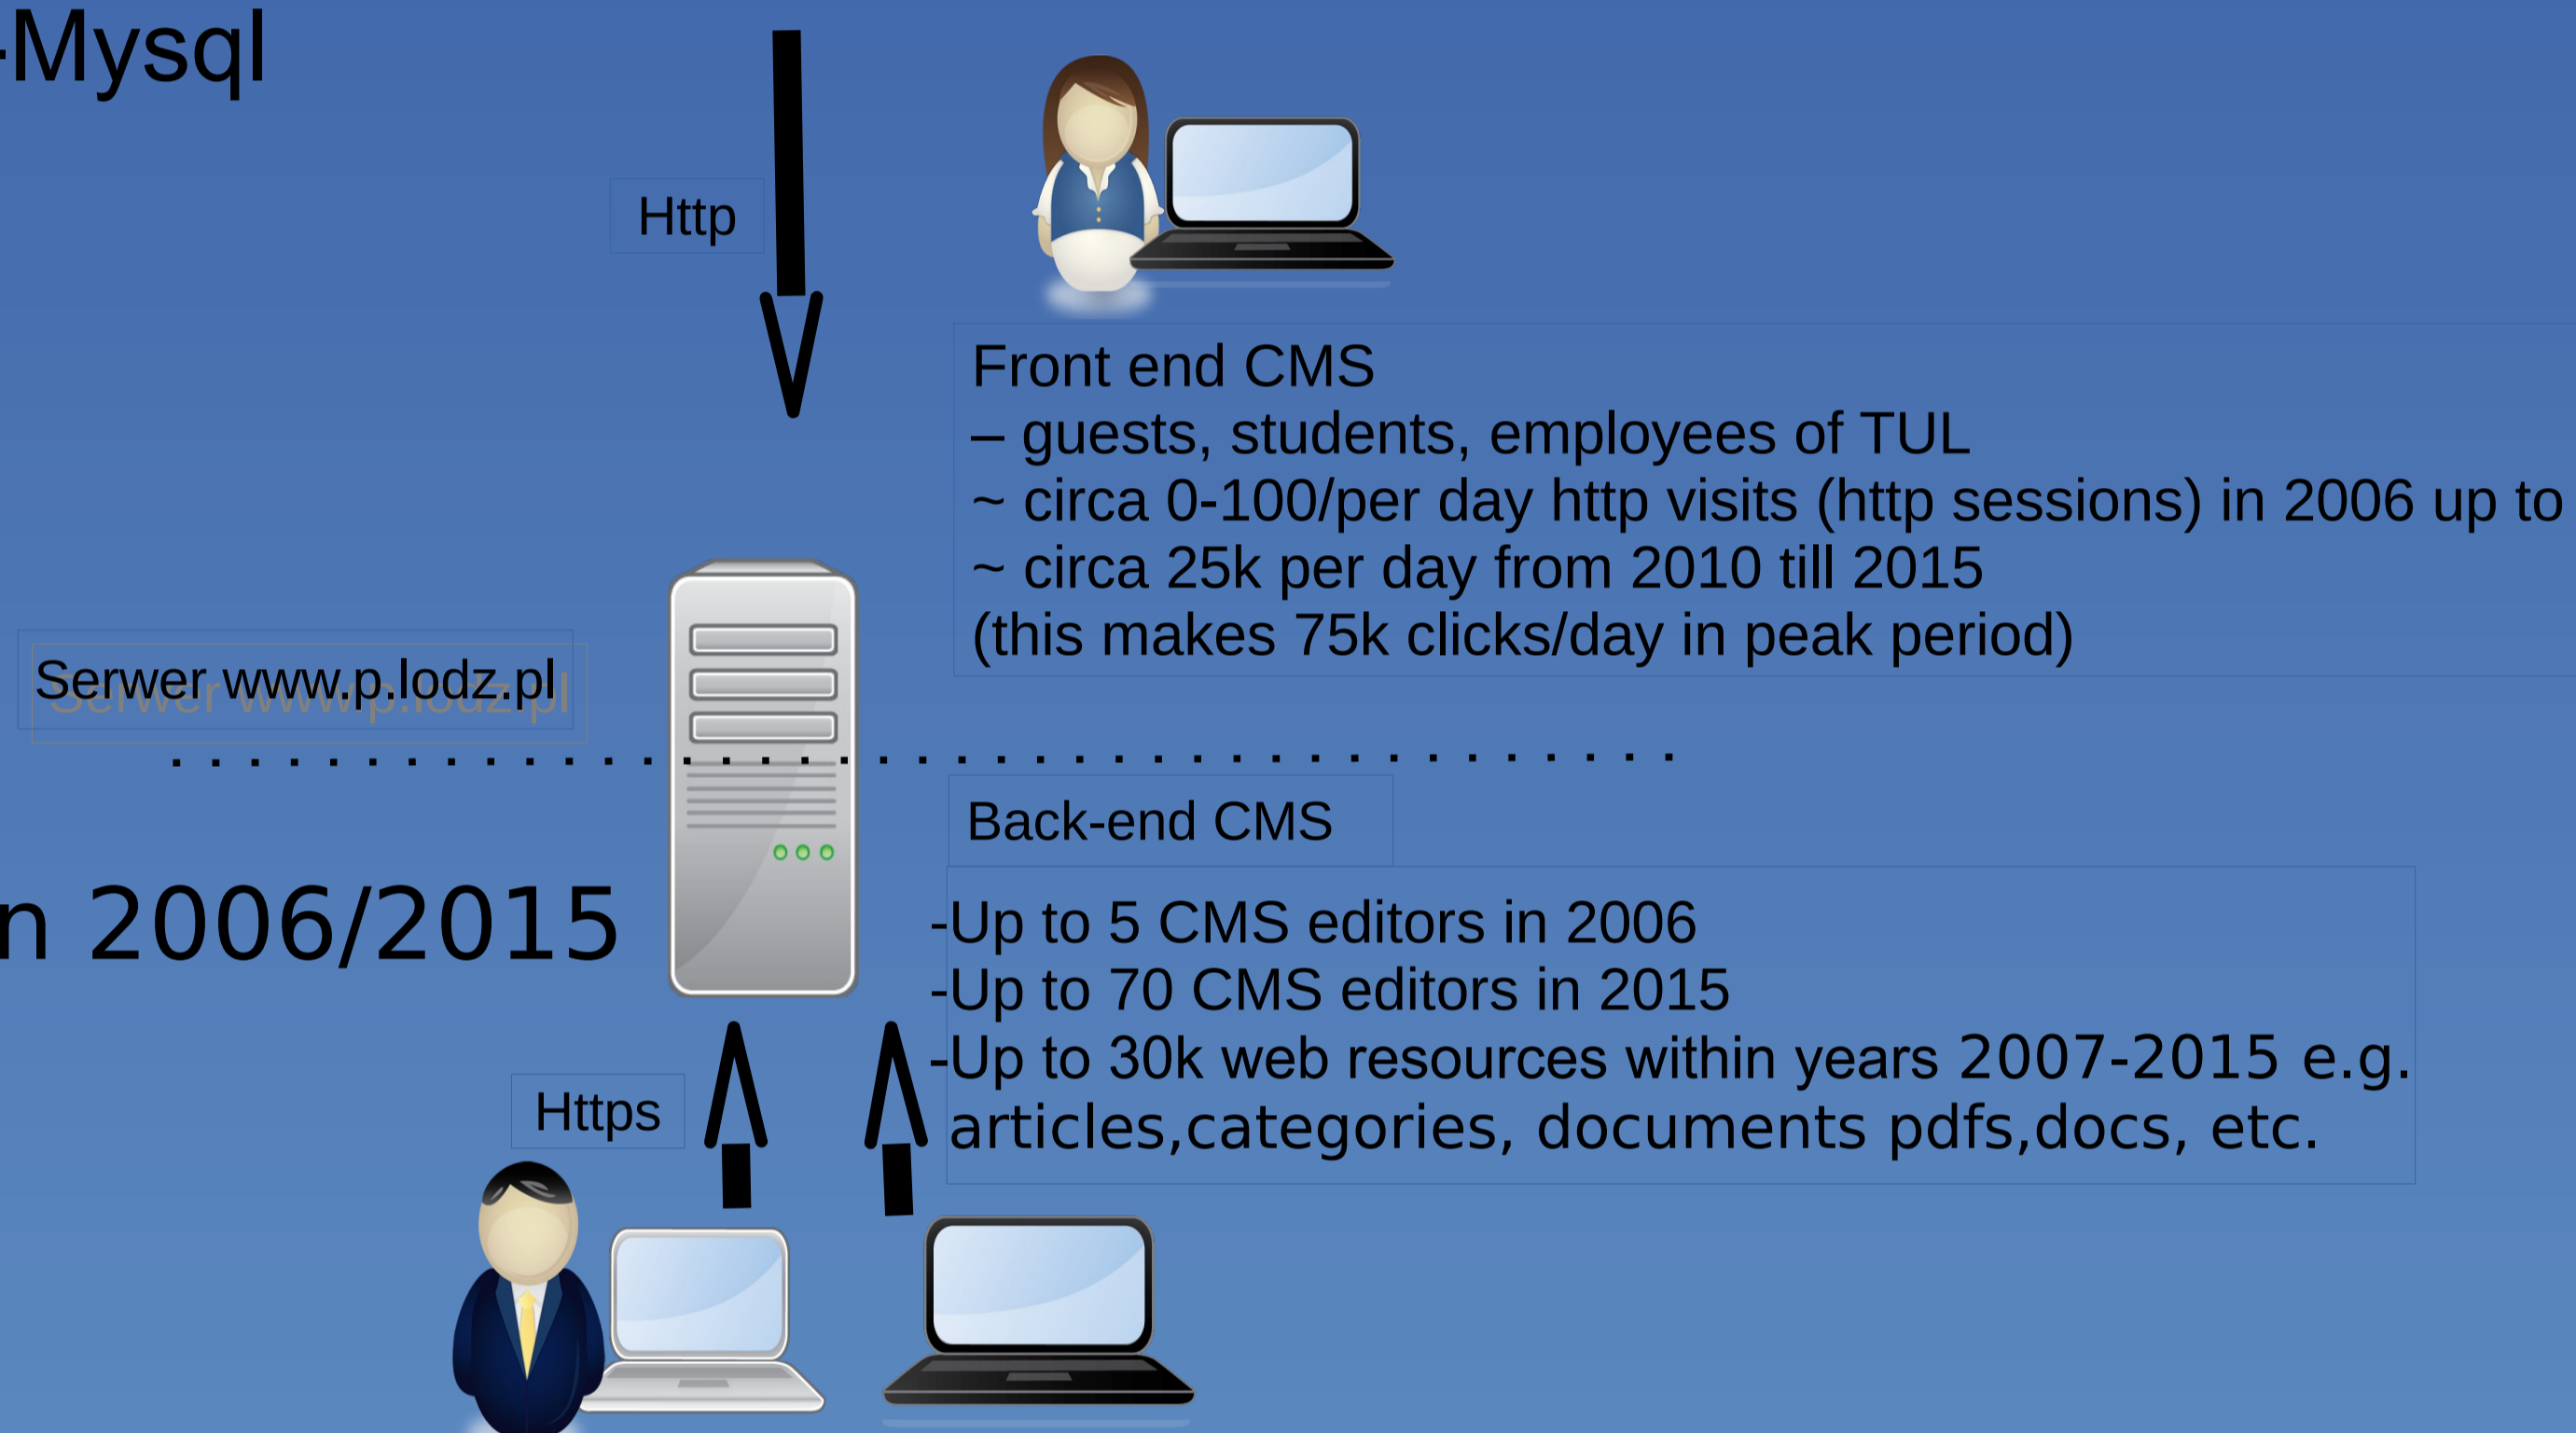 -Mysql
Http
Front end CMS
– guests, students, employees of TUL
~ circa 0-100/per day http visits (http sessions) in 2006 up to
~ circa 25k per day from 2010 till 2015
(this makes 75k clicks/day in peak period)
Serwer www.p.lodz.pl
Back-end CMS
n 2006/2015
-Up to 5 CMS editors in 2006
-Up to 70 CMS editors in 2015
-Up to 30k web resources within years 2007-2015 e.g.
articles,categories, documents pdfs,docs, etc.
Https